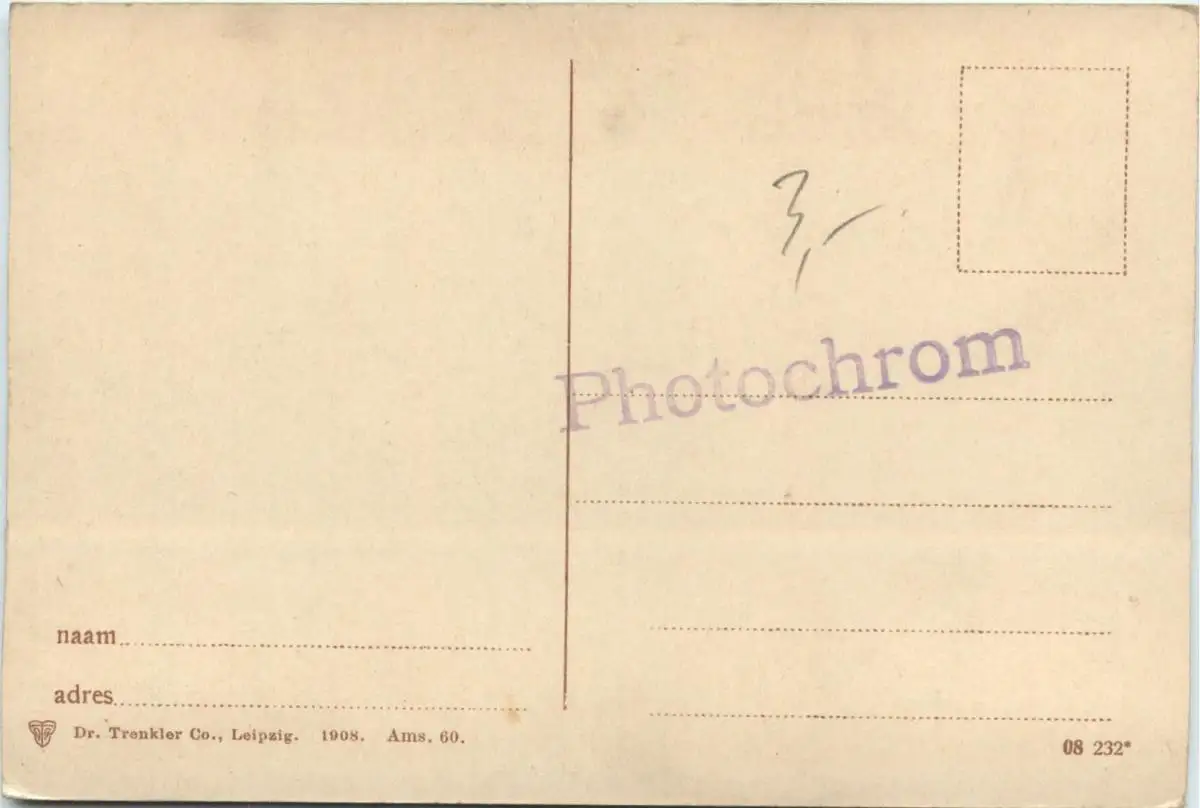 3,-
Photochrom
naam
adres
Dr. Trenkler Co., Leipzig. 1908. Ams. 60.
08 232*